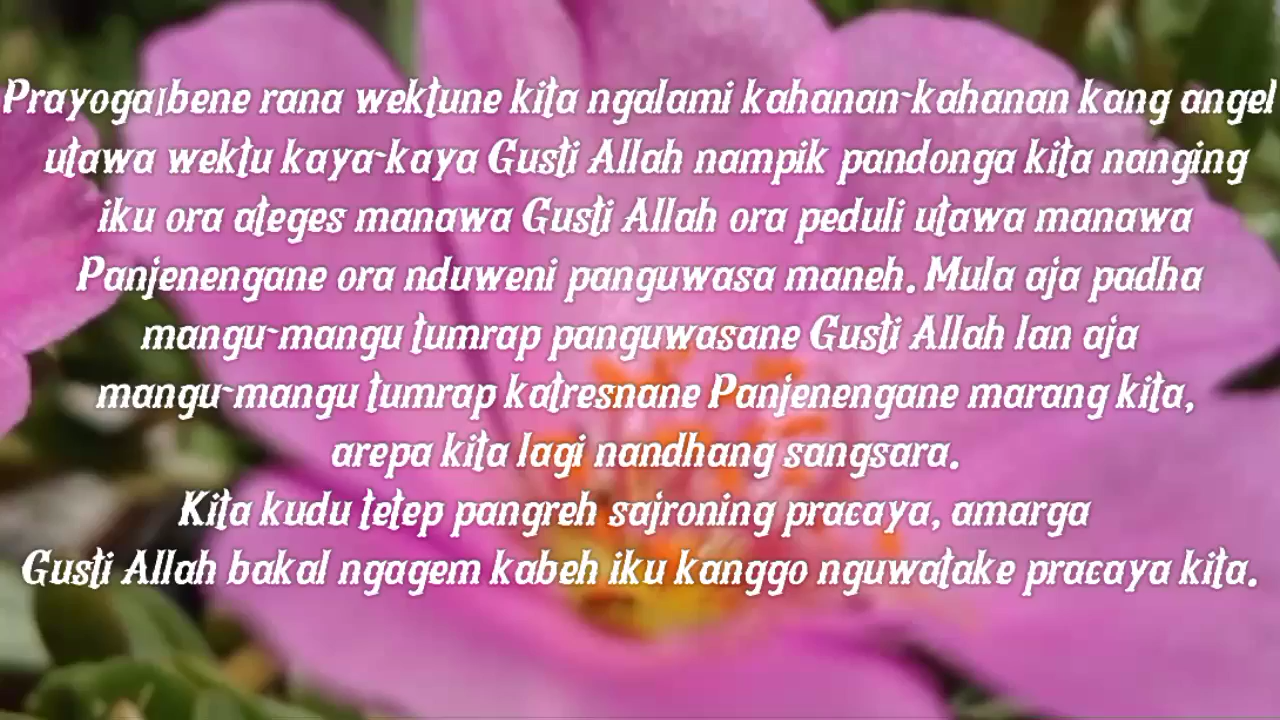 Prayoga|bene rana wektune kita ngalami kahanan-kahanan kang angel
utawa wektu kaya-kaya Gusti Allah nampik pandonga kita nanging
iku ora ateges manawa Gusti Allah ora peduli utawa manawa
Panjenengane ora nduweni panguwasa maneh. Mula aja padha
mangu-mangu tumrap panguwasane Gusti Allah lan aja
mangu-mangu tumrap katresnane Panjenengane marang kita,
arepa kita lagi nandhang sangsara.
Kita kudu tetep pangreh sajroning pracaya, amarga
Gusti Allah bakal ngagem kabeh iku kanggo nguwatake pracaya kita.